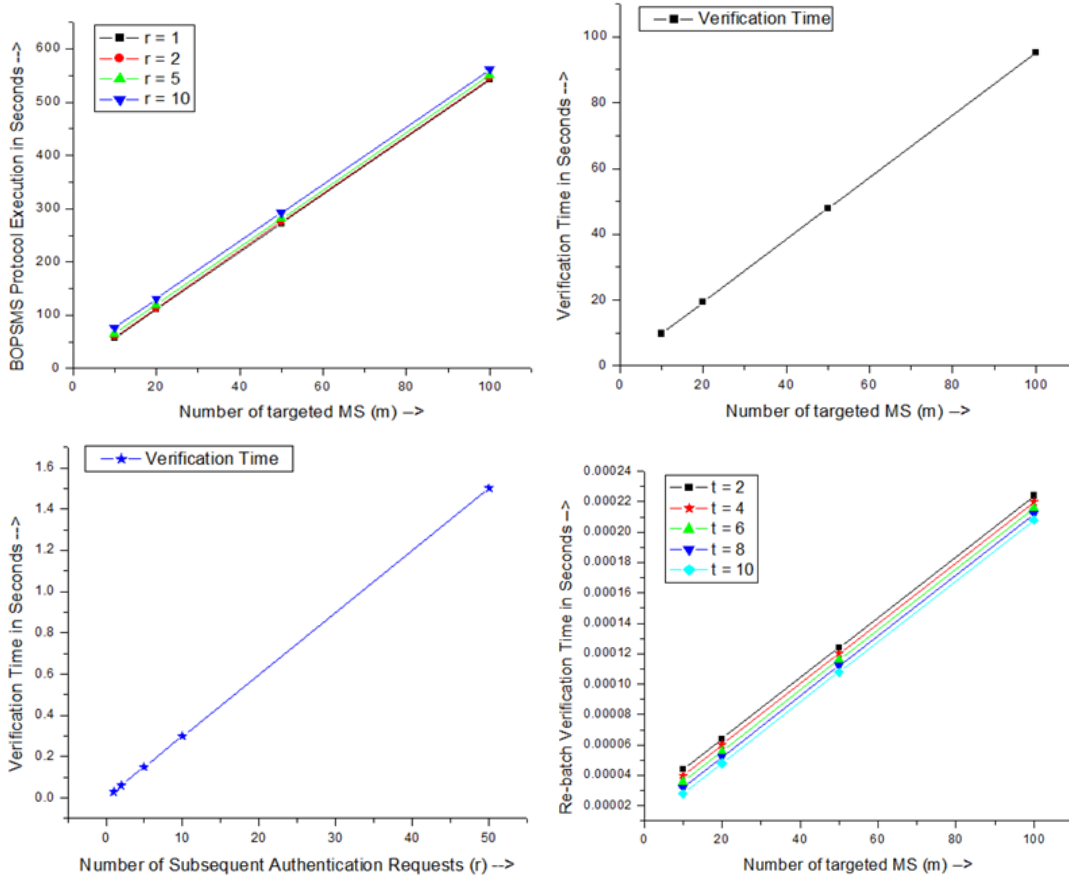 r = 1
r = 2
r = 5
r = 10
BOPSMS Protocol Execution in Seconds -->
600
500
400
300
200
100
0
0 20 40 60 80 100
Number of targeted MS (m) -->
Verification Time
Verification Time in Seconds -->
100
80
60
40
20
0
0 20 40 60 80 100
Number of targeted MS (m) -->
Verification Time
Verification Time in Seconds -->
1.6
1.4
1.2
1.0
0.8
0.6
0.4
0.2
0.0
0 10 20 30 40 50
Number of Subsequent Authentication Requests (r) -->
t = 2
t = 4
t = 6
t = 8
t = 10
Re-batch Verification Time in Seconds -->
0.00024
0.00022
0.00020
0.00018
0.00016
0.00014
0.00012
0.00010
0.00008
0.00006
0.00004
0.00002
0 20 40 60 80 100
Number of targeted MS (m) -->